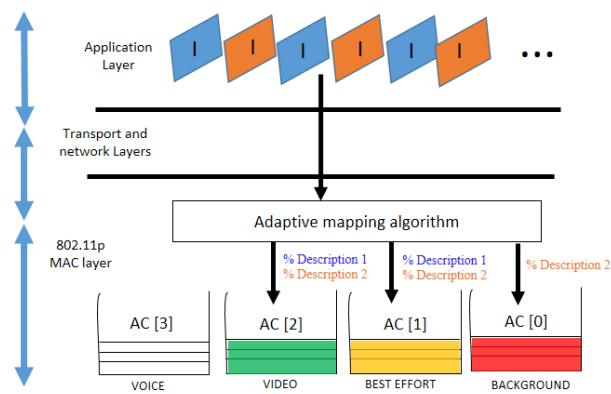 Application
Layer
I I I I I I ...
Transport and
network Layers
Adaptive mapping algorithm
802.11p
MAC layer
% Description 1
% Description 2
% Description 1
% Description 2
% Description 2
AC [3]
AC [2]
AC [1]
AC [0]
VOICE
VIDEO
BEST EFFORT
BACKGROUND